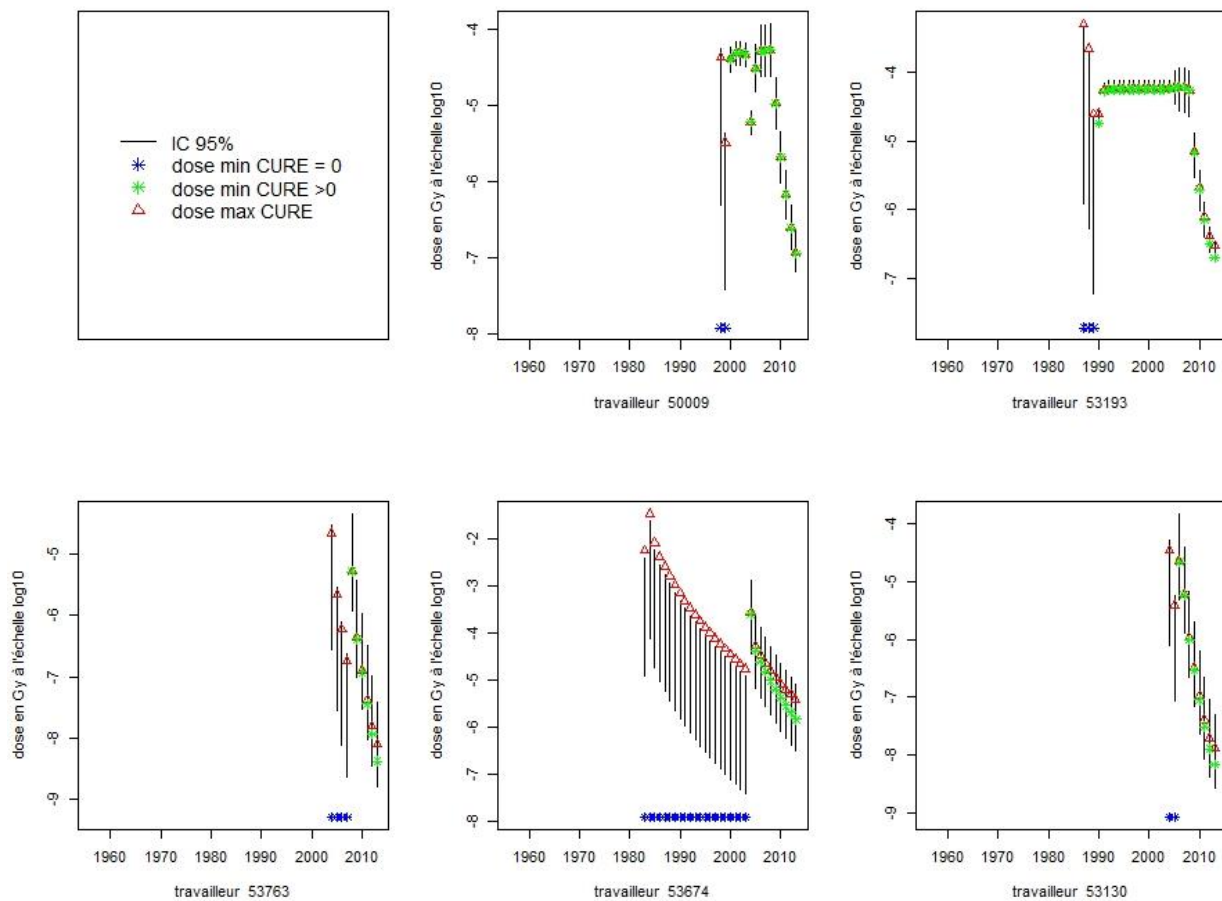 IC 95%
dose min CURE = 0
dose min CURE >0
dose max CURE
dose en Gy à l'échelle log10
-4
-5
-6
-7
-8
1960 1970 1980 1990 2000 2010
travailleur 50009
dose en Gy à l'échelle log10
-4
-5
-6
-7
1960 1970 1980 1990 2000 2010
travailleur 53193
dose en Gy à l'échelle log10
-5
-6
-7
-8
-9
1960 1970 1980 1990 2000 2010
travailleur 53763
dose en Gy à l'échelle log10
-2
-3
-4
-5
-6
-7
-8
1960 1970 1980 1990 2000 2010
travailleur 53674
dose en Gy à l'échelle log10
-4
-5
-6
-7
-8
-9
1960 1970 1980 1990 2000 2010
travailleur 53130